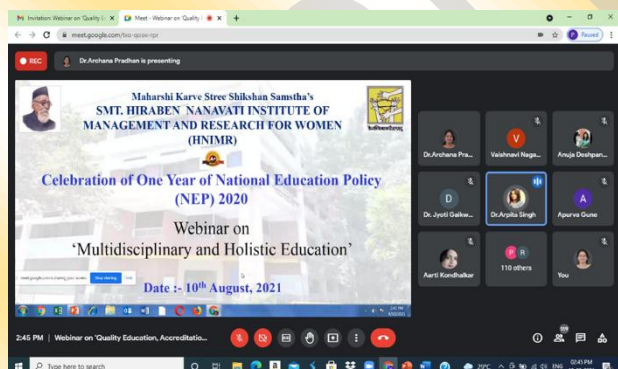 Invitation: Webinar on 'Quality E
Meet - Webinar on 'Quality
meet.google.com/
Paused
REC
Dr.Archana Pradhan is presenting
Maharshi Karve Stree Shikshan Samstha's
SMT. HIRABEN NANAVATI INSTITUTE OF
MANAGEMENT AND RESEARCH FOR WOMEN
(HNIMR)
Celebration of One Year of National Education Policy
(NEP) 2020
Webinar on
'Multidisciplinary and Holistic Education'
Date :- 10th August, 2021
Stop sharing
Dr.Archana Pra...
V
Vaishnavi Naga...
Anuja Deshpan...
D
Dr. Jyoti Gaikw...
Dr.Arpita Singh
A
Apurva Gune
Aarti Kondhalkar
P R
110 others
You
2:45 PM | Webinar on 'Quality Education, Accreditatio...
Type here to search
29°C
ENG
02:45 PM